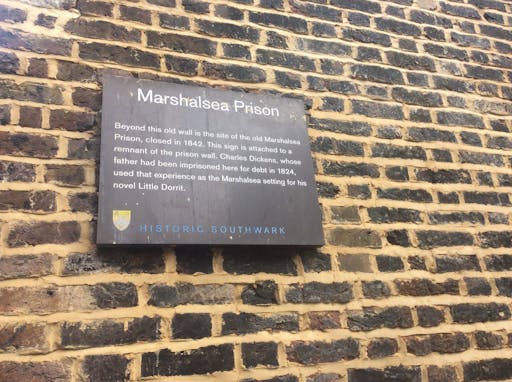 Marshalsea Prison
Beyond this old wall is the site of the old Marshalsea
Prison, closed in 1842. This sign is attached to a
remnant of the prison wall. Charles Dickens, whose
father had been imprisoned here for debt in 1824,
used that experience as the Marshalsea setting for his
novel Little Dorrit.
HISTORIC SOUTHWARK